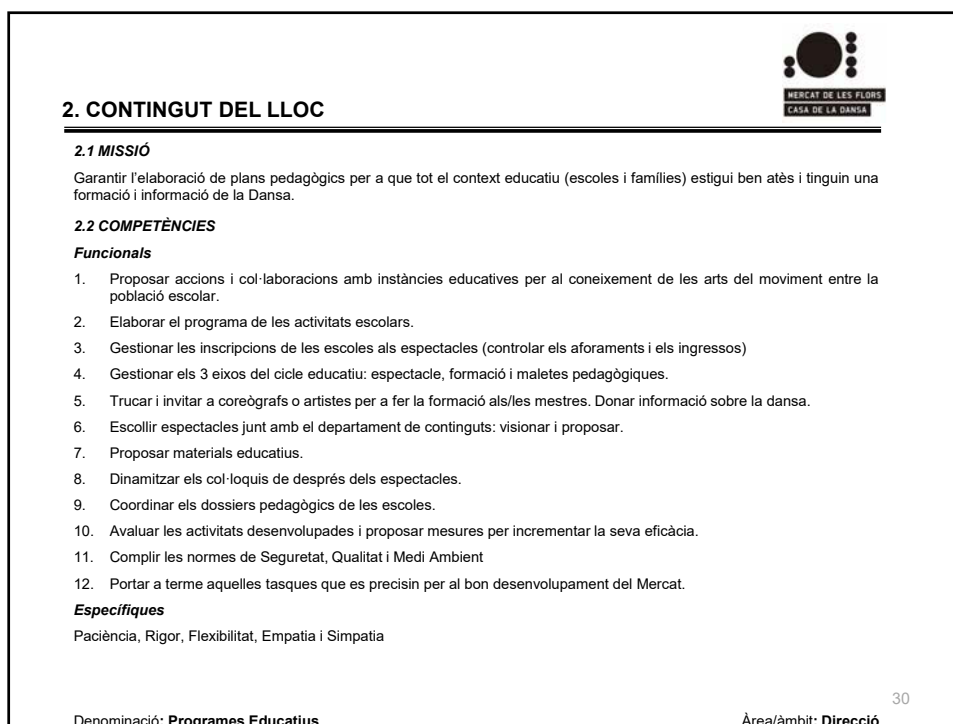 MERCAT DE LES FLORS
CASA DE LA DANSA
2. CONTINGUT DEL LLOC
2.1 MISSIÓ
Garantir l'elaboració de plans pedagògics per a que tot el context educatiu (escoles i famílies) estigui ben atès i tinguin una
formació i informació de la Dansa.
2.2 COMPETÈNCIES
Funcionals
1. Proposar accions i col·laboracions amb instàncies educatives per al coneixement de les arts del moviment entre la
població escolar.
2. Elaborar el programa de les activitats escolars.
3. Gestionar les inscripcions de les escoles als espectacles (controlar els aforaments i els ingressos)
4. Gestionar els 3 eixos del cicle educatiu: espectacle, formació i maletes pedagògiques.
5. Trucar i invitar a coreògrafs o artistes per a fer la formació als/les mestres. Donar informació sobre la dansa.
6. Escollir espectacles junt amb el departament de continguts: visionar i proposar.
7. Proposar materials educatius.
8. Dinamitzar els col·loquis de després dels espectacles.
9. Coordinar els dossiers pedagògics de les escoles.
10. Avaluar les activitats desenvolupades i proposar mesures per incrementar la seva eficàcia.
11. Complir les normes de Seguretat, Qualitat i Medi Ambient
12. Portar a terme aquelles tasques que es precisin per al bon desenvolupament del Mercat.
Específiques
Paciència, Rigor, Flexibilitat, Empatia i Simpatia
30
Denominació: Programes Educatius Àrea/àmbit: Direcció